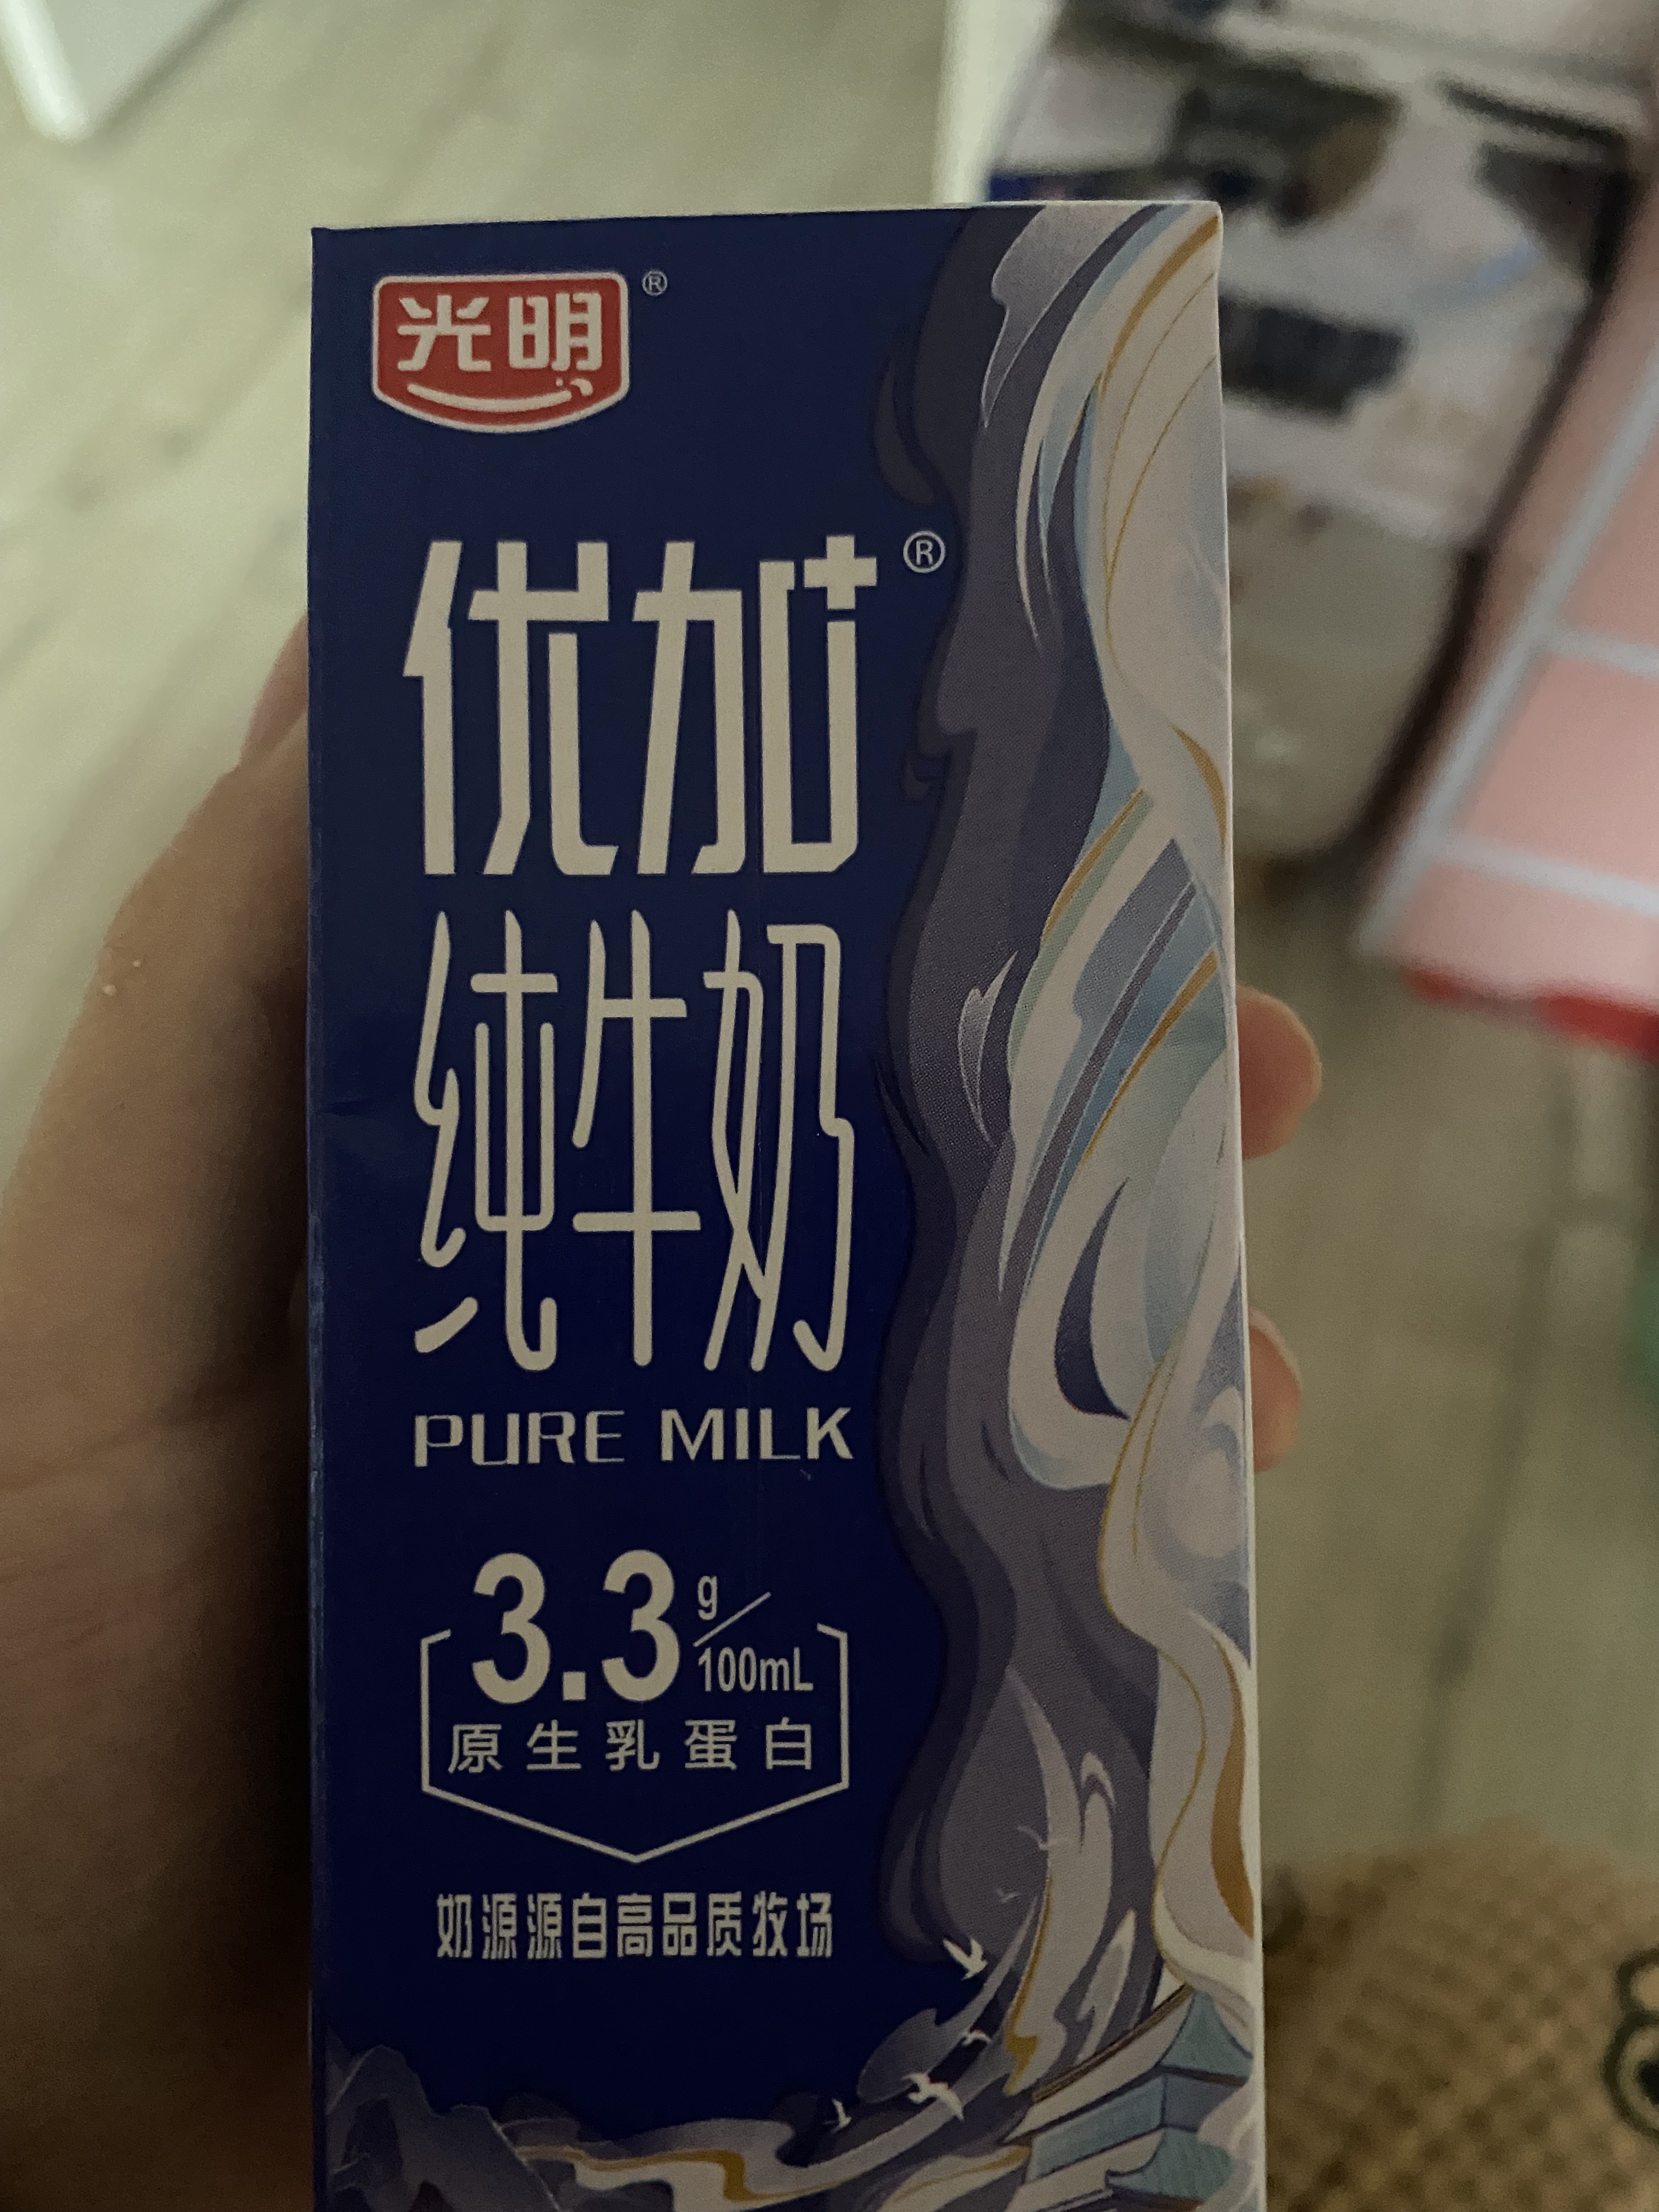 光明®
优加+®
纯牛奶
PURE MILK
3.3g/100mL
原生乳蛋白
奶源源自高品质牧场